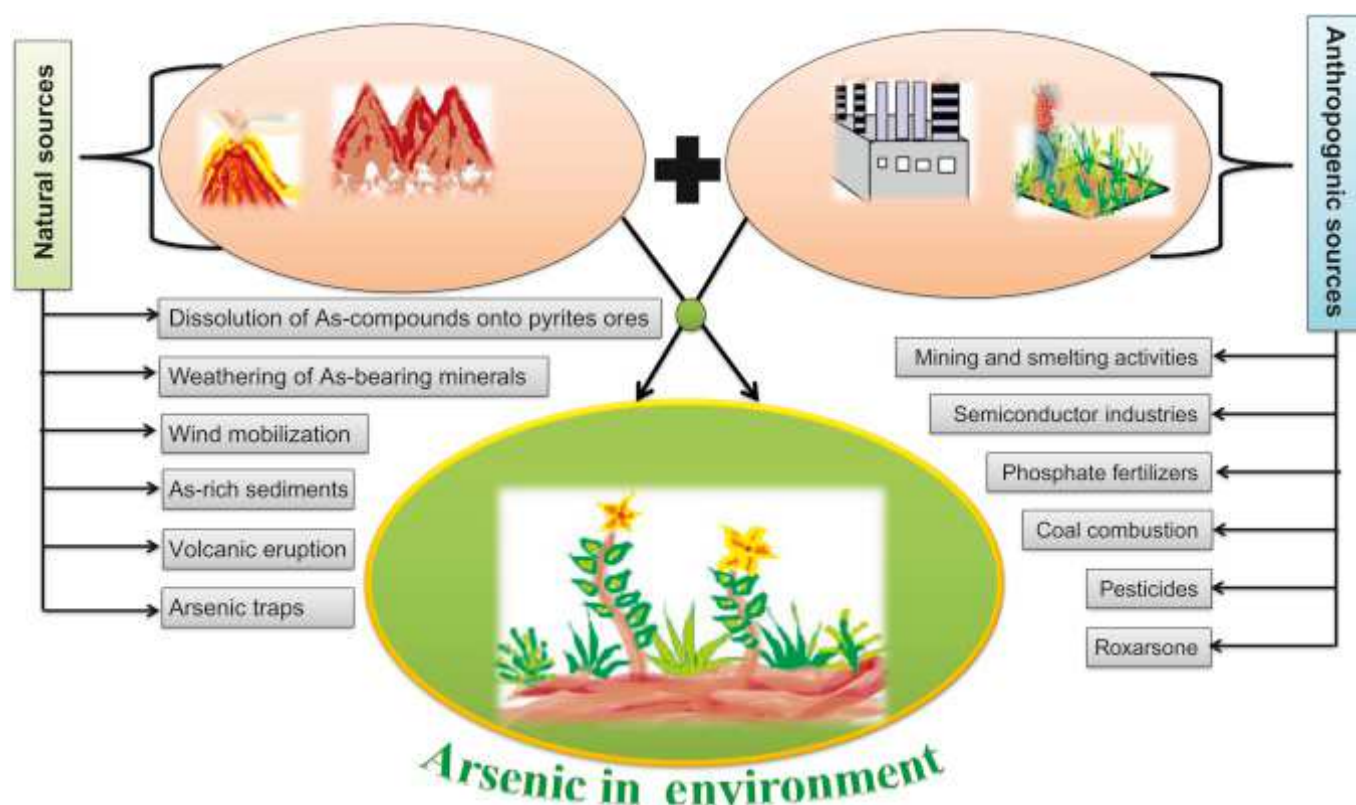 Natural sources
Dissolution of As-compounds onto pyrites ores
Weathering of As-bearing minerals
Wind mobilization
As-rich sediments
Volcanic eruption
Arsenic traps
Anthropogenic sources
Mining and smelting activities
Semiconductor industries
Phosphate fertilizers
Coal combustion
Pesticides
Roxarsone
Arsenic in environment